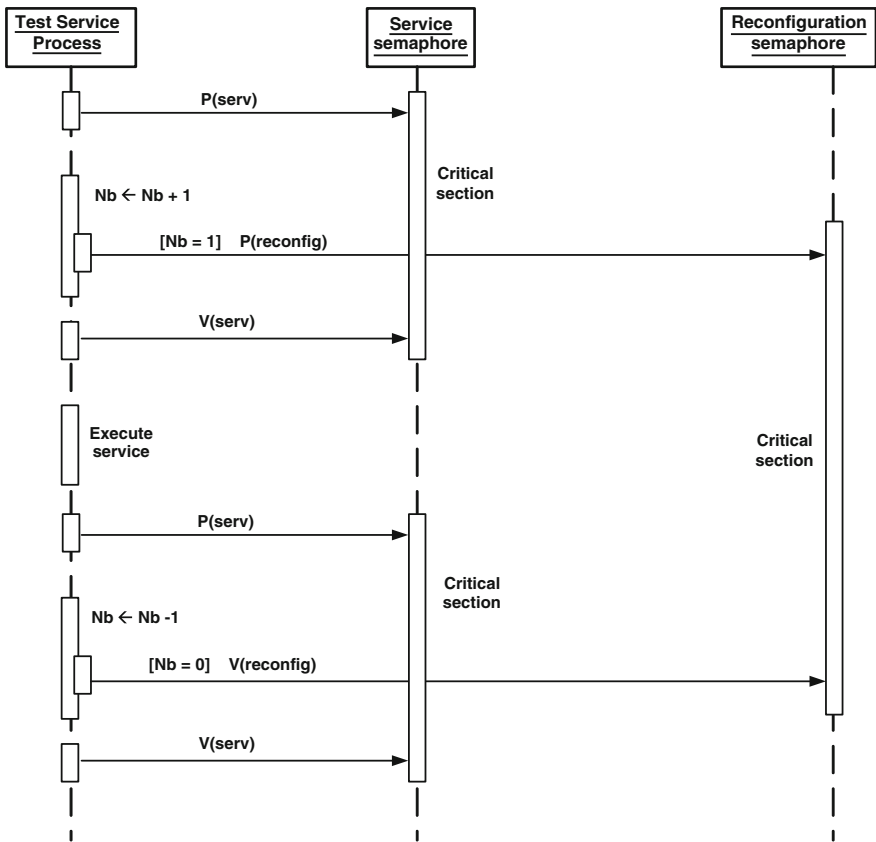 Test Service
Process
Service
semaphore
Reconfiguration
semaphore
P(serv)
Critical
section
Nb ← Nb + 1
[Nb = 1] P(reconfig)
V(serv)
Execute
service
Critical
section
P(serv)
Critical
section
Nb ← Nb -1
[Nb = 0] V(reconfig)
V(serv)